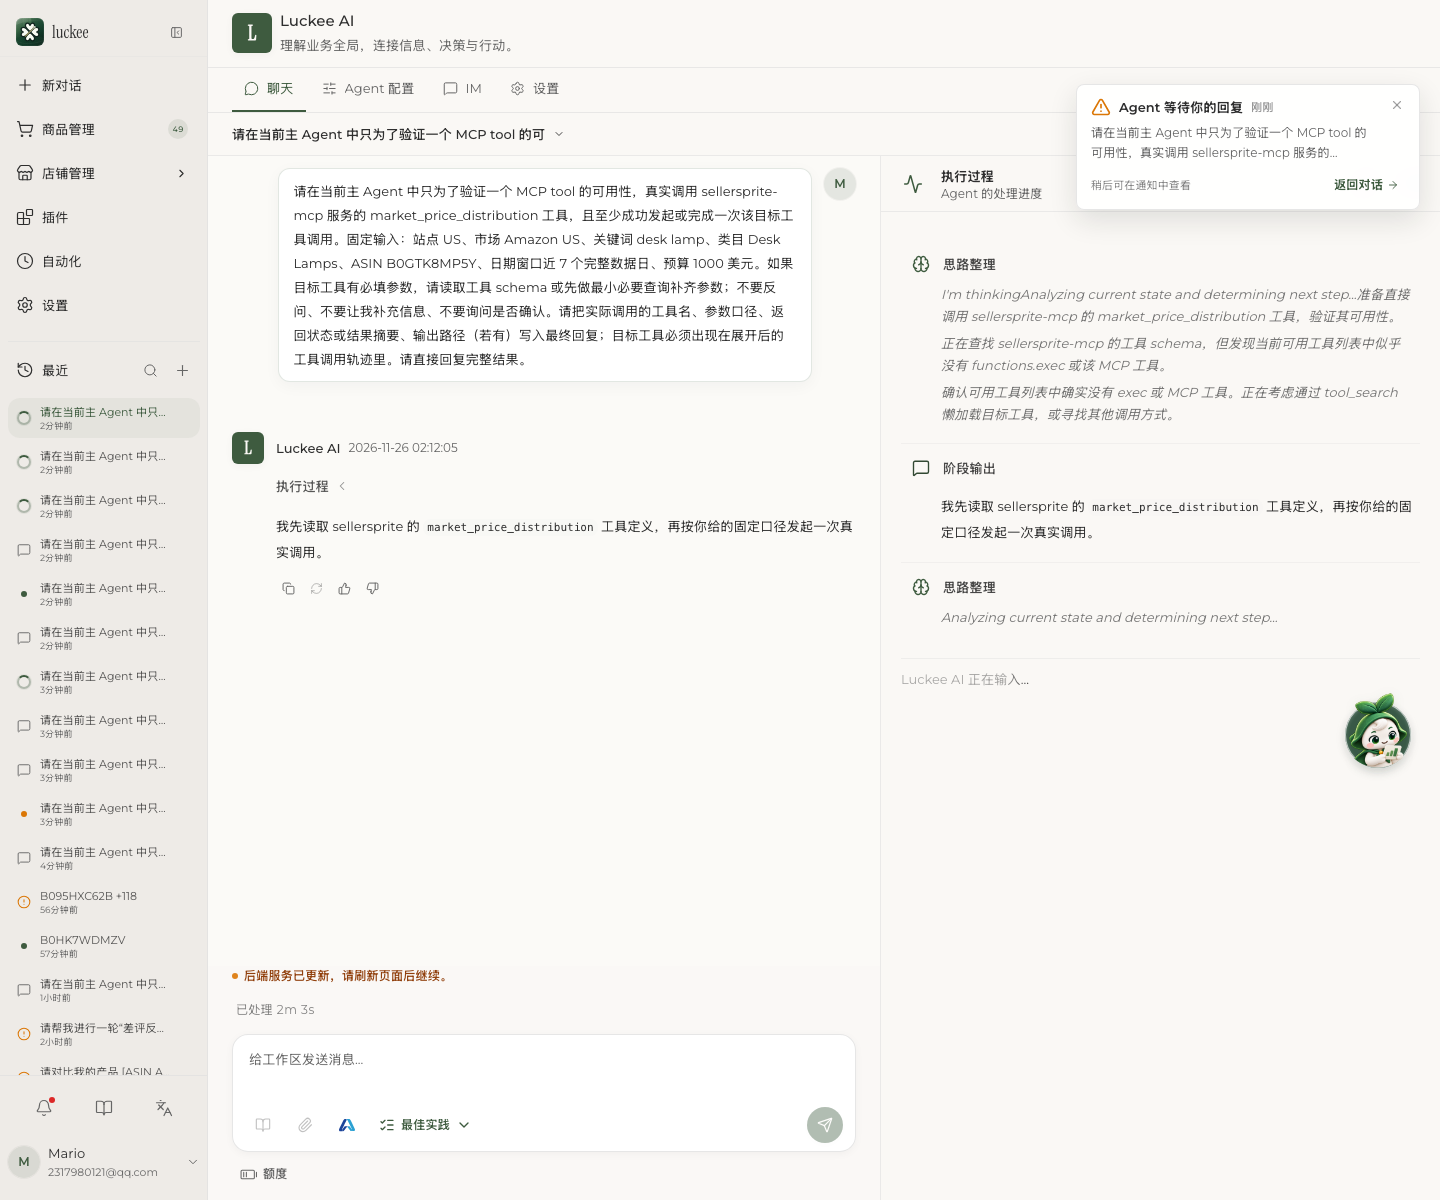 luckee
新对话
商品管理
49
店铺管理
插件
自动化
设置
最近
请在当前主 Agent 中只...
2分钟前
请在当前主 Agent 中只...
2分钟前
请在当前主 Agent 中只...
2分钟前
请在当前主 Agent 中只...
2分钟前
请在当前主 Agent 中只...
2分钟前
请在当前主 Agent 中只...
2分钟前
请在当前主 Agent 中只...
3分钟前
请在当前主 Agent 中只...
3分钟前
请在当前主 Agent 中只...
3分钟前
请在当前主 Agent 中只...
3分钟前
请在当前主 Agent 中只...
4分钟前
B095HXC62B +118
56分钟前
B0HK7WDMZV
57分钟前
请在当前主 Agent 中只...
1小时前
请帮我进行一轮“差评反...
2小时前
请对比我的产品 [ASIN A
M
Mario
2317980121@qq.com
L
Luckee AI
理解业务全局，连接信息、决策与行动。
聊天
Agent 配置
IM
设置
请在当前主 Agent 中只为了验证一个 MCP tool 的可
请在当前主 Agent 中只为了验证一个 MCP tool 的可用性，真实调用 sellersprite-
mcp 服务的 market_price_distribution 工具，且至少成功发起或完成一次该目标工
具调用。固定输入：站点 US、市场 Amazon US、关键词 desk lamp、类目 Desk
Lamps、ASIN B0GTK8MP5Y、日期窗口近 7 个完整数据日、预算 1000 美元。如果
目标工具有必填参数，请读取工具 schema 或先做最小必要查询补齐参数；不要反
问、不要让我补充信息、不要询问是否确认。请把实际调用的工具名、参数口径、返
回状态或结果摘要、输出路径（若有）写入最终回复；目标工具必须出现在展开后的
工具调用轨迹里。请直接回复完整结果。
M
L
Luckee AI 2026-11-26 02:12:05
执行过程
我先读取 sellersprite 的 market_price_distribution 工具定义，再按你给的固定口径发起一次真
实调用。
后端服务已更新，请刷新页面后继续。
已处理 2m 3s
给工作区发送消息...
最佳实践
额度
执行过程
Agent 的处理进度
Agent 等待你的回复 刚刚
请在当前主 Agent 中只为了验证一个 MCP tool 的
可用性，真实调用 sellersprite-mcp 服务的...
稍后可在通知中查看
返回对话
思路整理
I'm thinkingAnalyzing current state and determining next step...准备直接
调用 sellersprite-mcp 的 market_price_distribution 工具，验证其可用性。
正在查找 sellersprite-mcp 的工具 schema，但发现当前可用工具列表中似乎
没有 functions.exec 或该 MCP 工具。
确认可用工具列表中确实没有 exec 或 MCP 工具。正在考虑通过 tool_search
懒加载目标工具，或寻找其他调用方式。
阶段输出
我先读取 sellersprite 的 market_price_distribution 工具定义，再按你给的固
定口径发起一次真实调用。
思路整理
Analyzing current state and determining next step...
Luckee AI 正在输入...